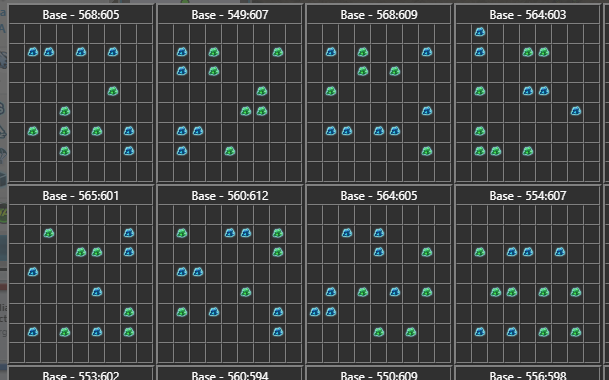 Base - 568:605
Base - 549:607
Base - 568:609
Base - 564:603
Base - 565:601
Base - 560:612
Base - 564:605
Base - 554:607
Base - 553:602
Base - 560:594
Base - 550:609
Base - 556:598